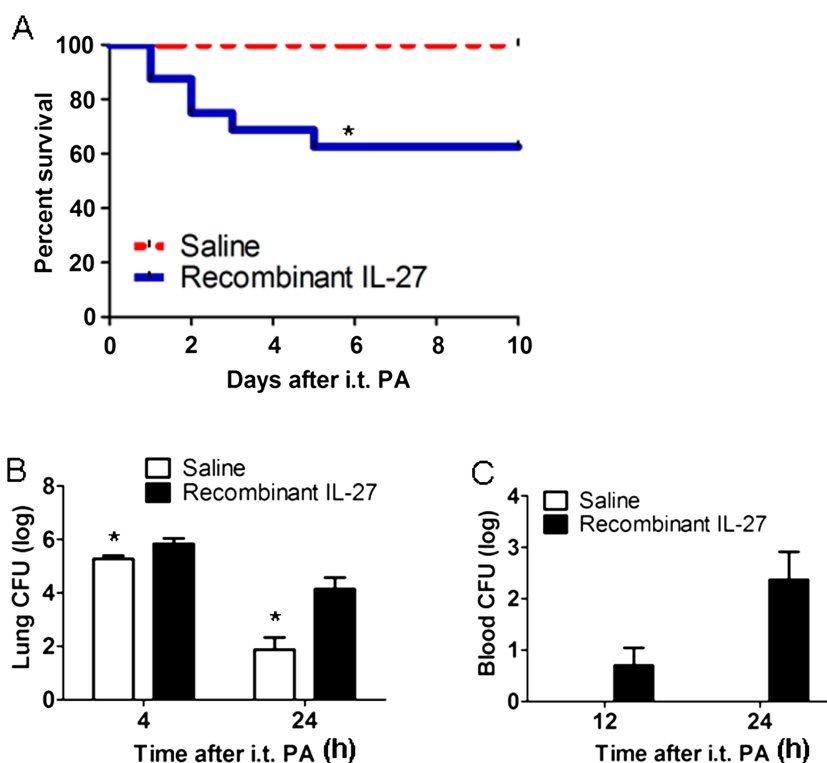 A
100
80
60
40
20
0
Percent survival
*
Saline
Recombinant IL-27
0 2 4 6 8 10
Days after i.t. PA
B
Saline
Recombinant IL-27
8
6
4
2
0
Lung CFU (log)
*
*
4 24
Time after i.t. PA (h)
C
Saline
Recombinant IL-27
4
3
2
1
0
Blood CFU (log)
12 24
Time after i.t. PA (h)